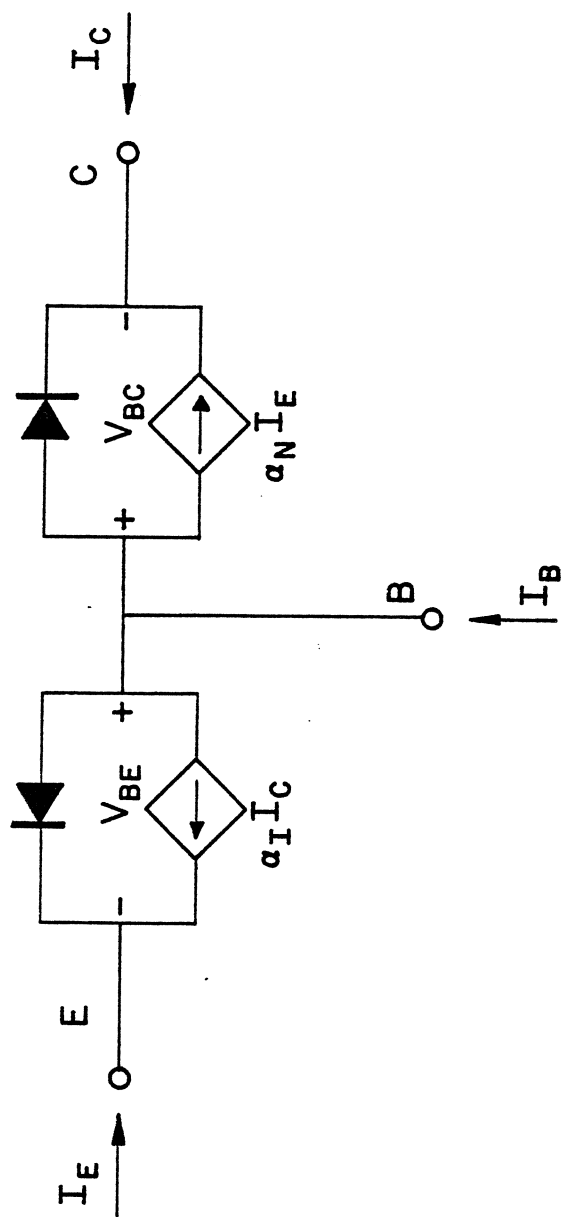 I_E
E
-
V_BE
+
α_I I_C
B
I_B
+
V_BC
-
α_N I_E
C
I_C